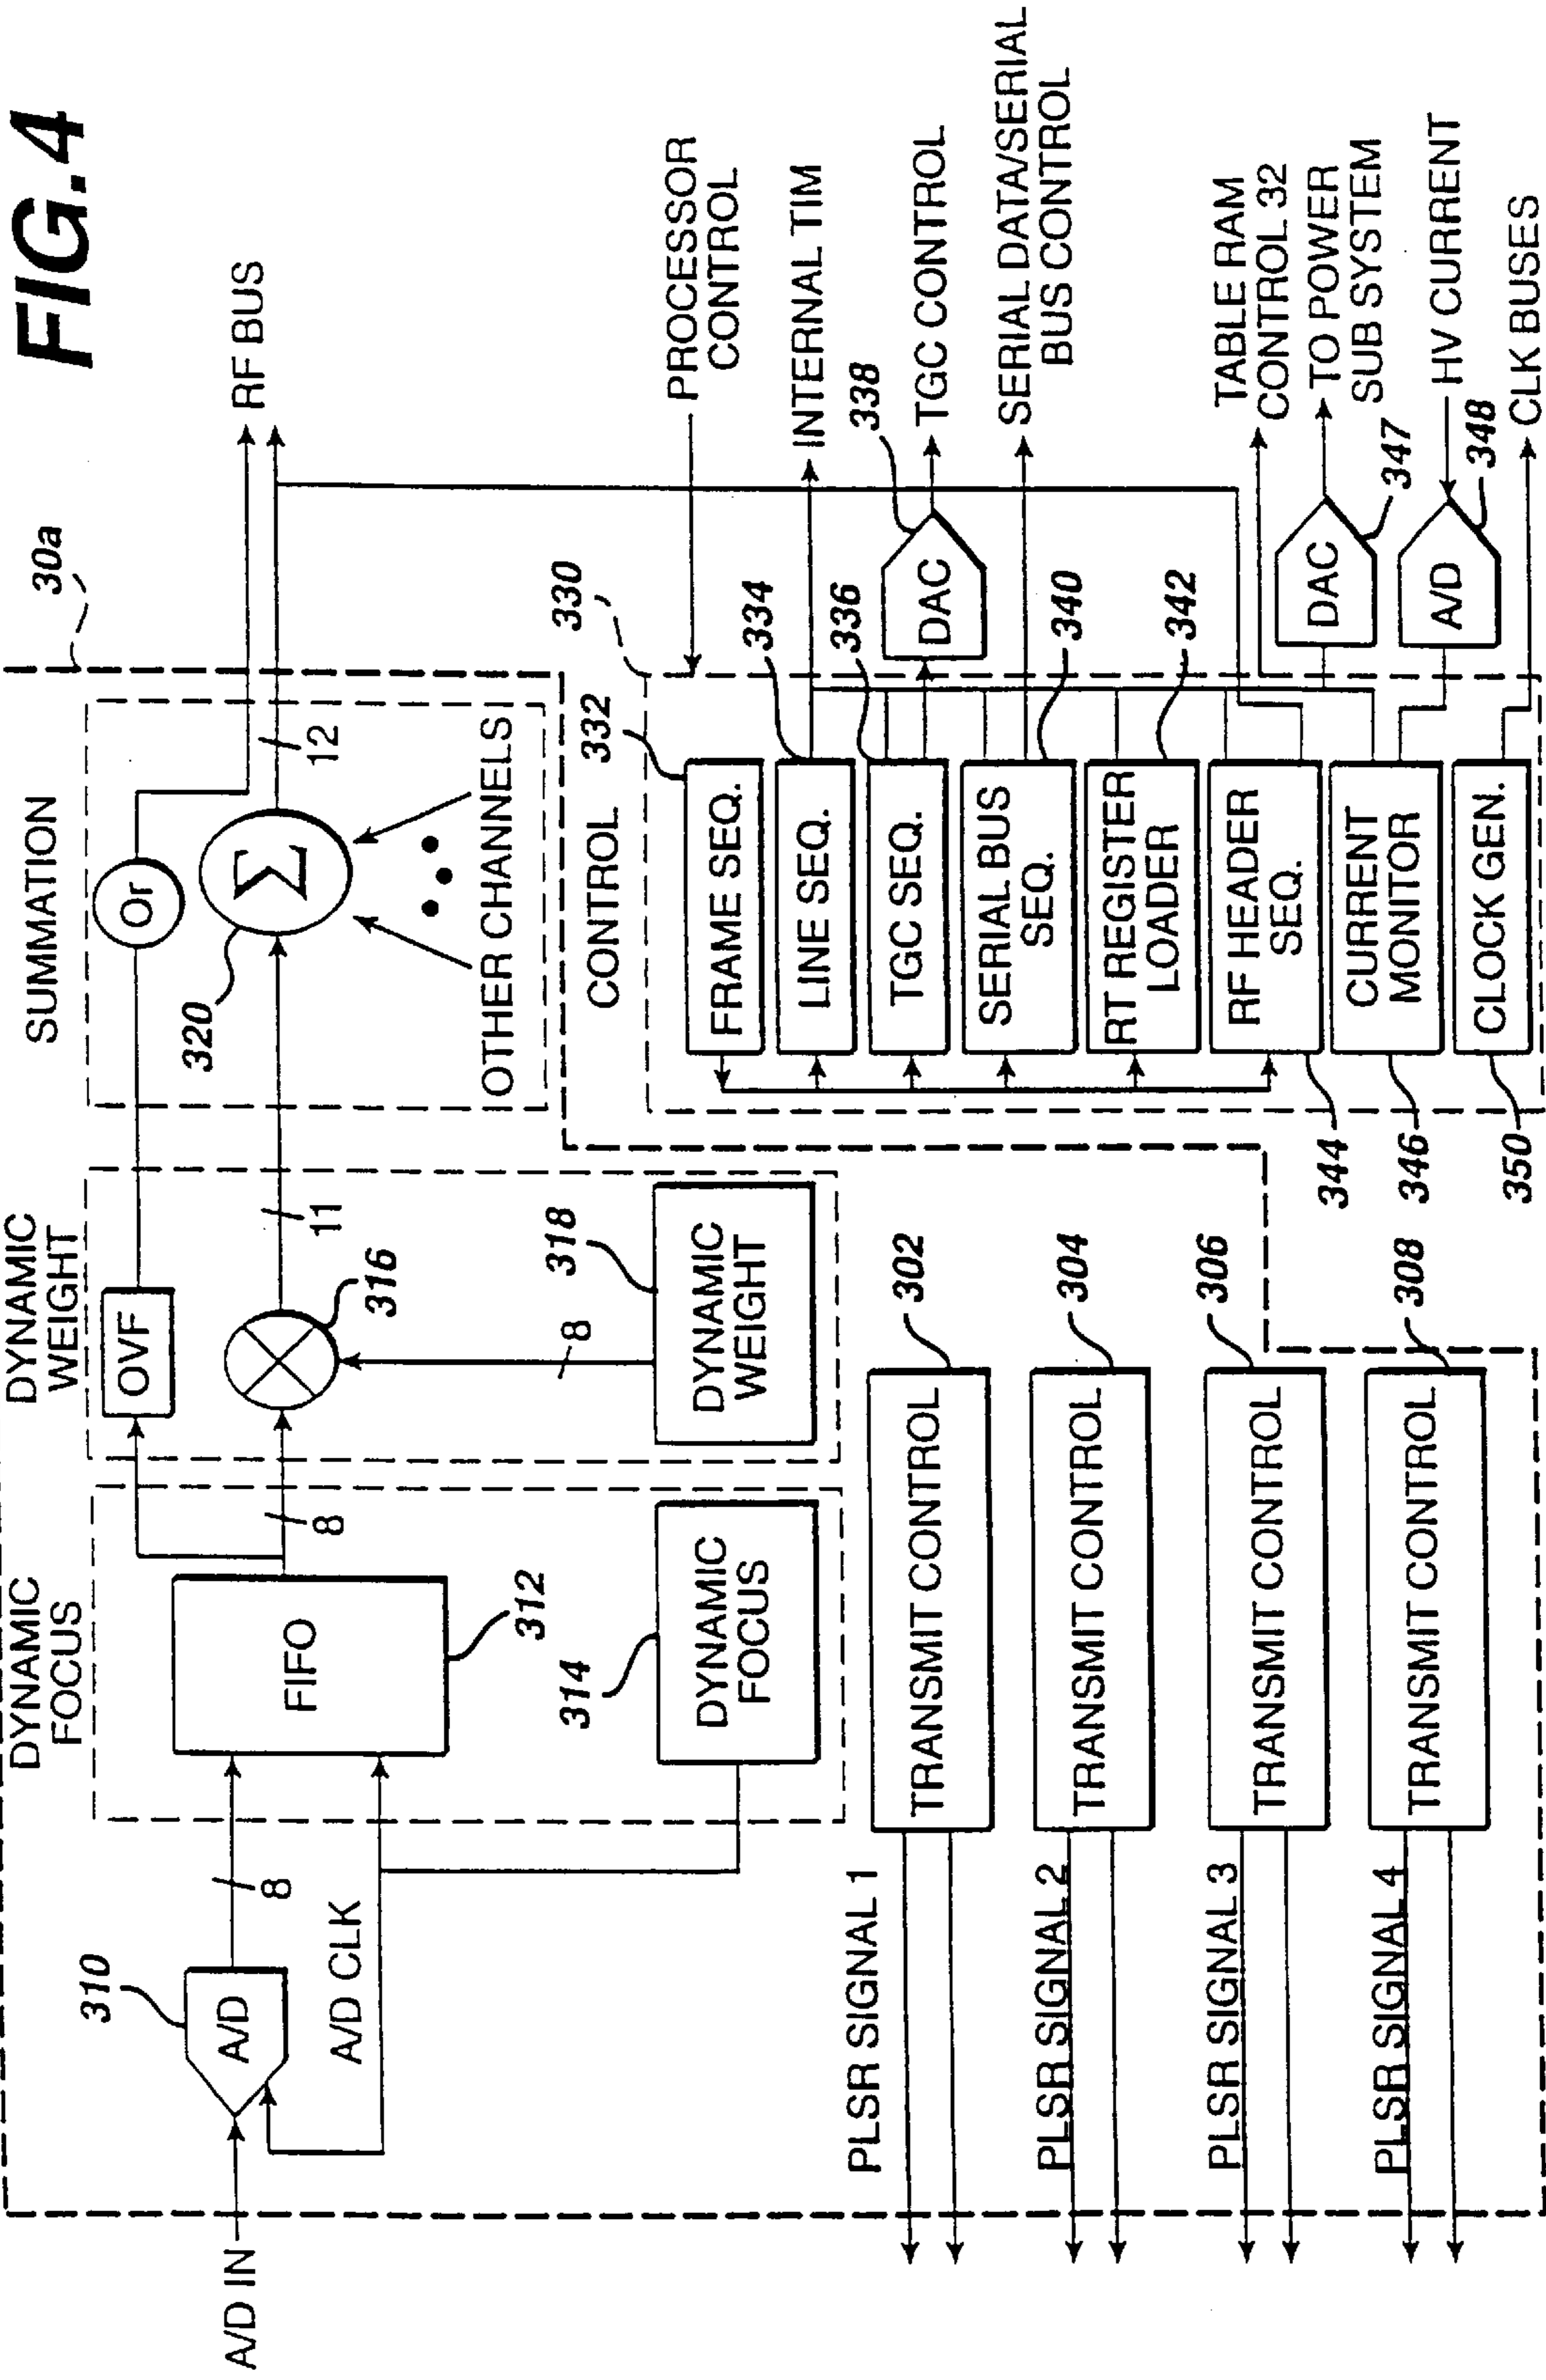 FIG.4
A/D IN
310
A/D
8
A/D CLK
DYNAMIC
FOCUS
FIFO
312
8
314
DYNAMIC
FOCUS
DYNAMIC
WEIGHT
OVF
316
11
8
318
DYNAMIC
WEIGHT
SUMMATION
Or
Σ
320
12
OTHER CHANNELS
30a
RF BUS
PLSR SIGNAL 1
TRANSMIT CONTROL
302
PLSR SIGNAL 2
TRANSMIT CONTROL
304
PLSR SIGNAL 3
TRANSMIT CONTROL
306
PLSR SIGNAL 4
TRANSMIT CONTROL
308
CONTROL
330
332
FRAME SEQ.
334
LINE SEQ.
336
TGC SEQ.
SERIAL BUS
SEQ.
340
RT REGISTER
LOADER
342
RF HEADER
SEQ.
344
CURRENT
MONITOR
346
CLOCK GEN.
350
PROCESSOR
CONTROL
INTERNAL TIM
DAC
338
TGC CONTROL
SERIAL DATA/SERIAL
BUS CONTROL
TABLE RAM
CONTROL 32
DAC
347
TO POWER
SUB SYSTEM
A/D
348
HV CURRENT
CLK BUSES